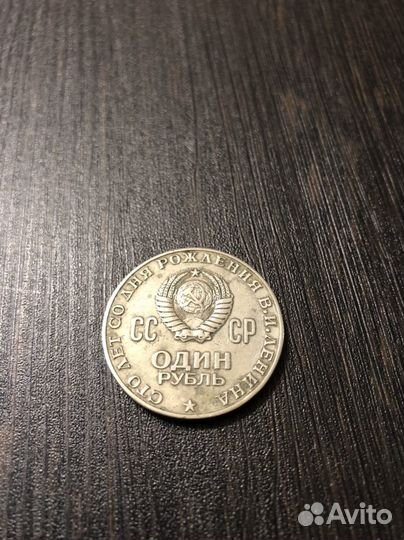 СТО ЛЕТ СО ДНЯ РОЖДЕНИЯ В.И.ЛЕНИНА
СС СР
ОДИН
РУБЛЬ
Avito